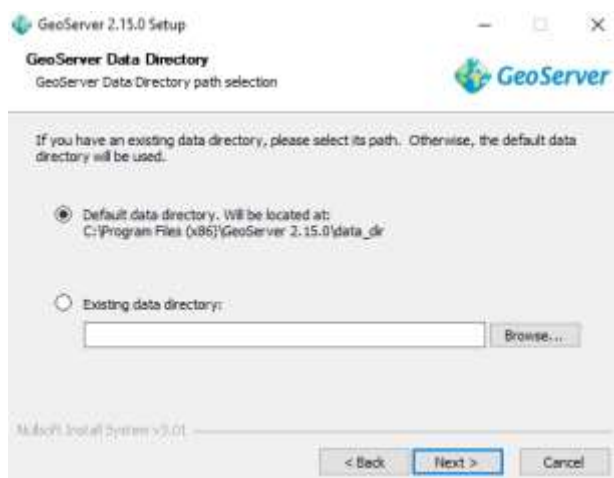 GeoServer 2.15.0 Setup
GeoServer Data Directory
GeoServer Data Directory path selection
GeoServer
If you have an existing data directory, please select its path. Otherwise, the default data
directory will be used.
Default data directory. Will be located at:
C:\Program Files (x86)\GeoServer 2.15.0\data_dir
Existing data directory:
Browse...
Nullsoft Install System v3.01
< Back
Next >
Cancel